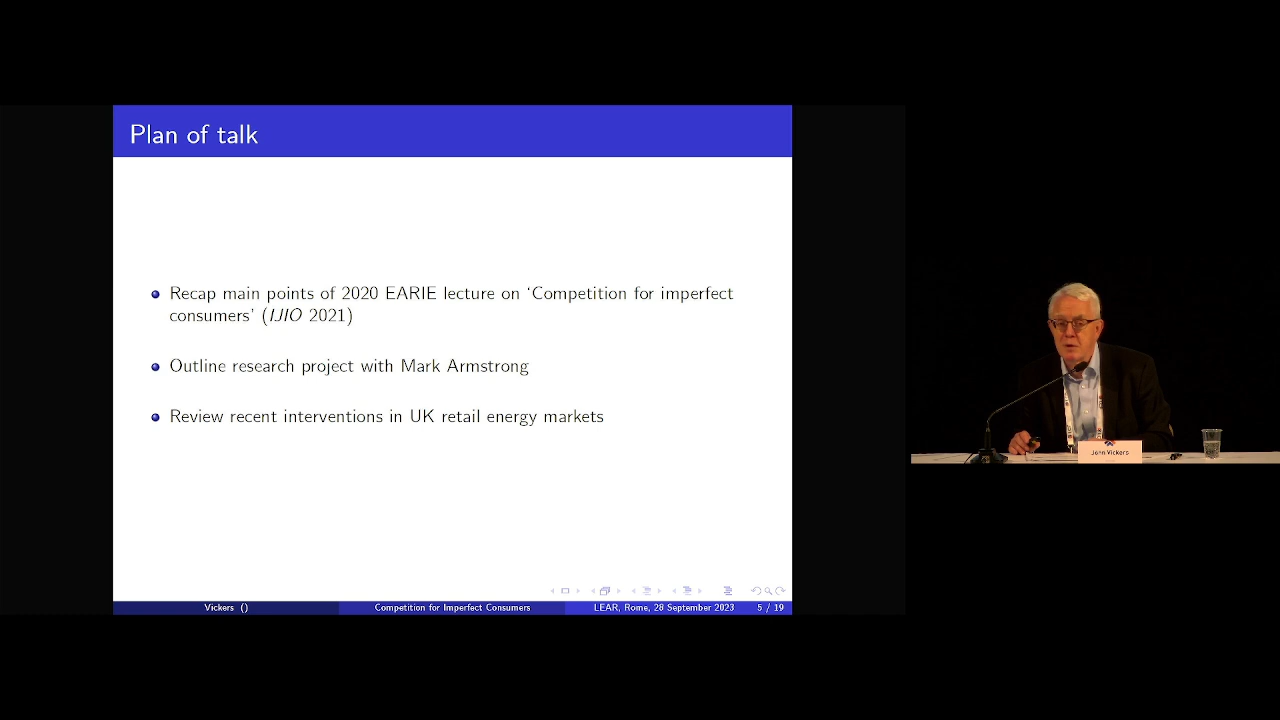 Plan of talk
Recap main points of 2020 EARIE lecture on ‘Competition for imperfect
consumers’ (IJIO 2021)
Outline research project with Mark Armstrong
Review recent interventions in UK retail energy markets
Vickers ()
Competition for Imperfect Consumers
LEAR, Rome, 28 September 2023
5 / 19
John Vickers